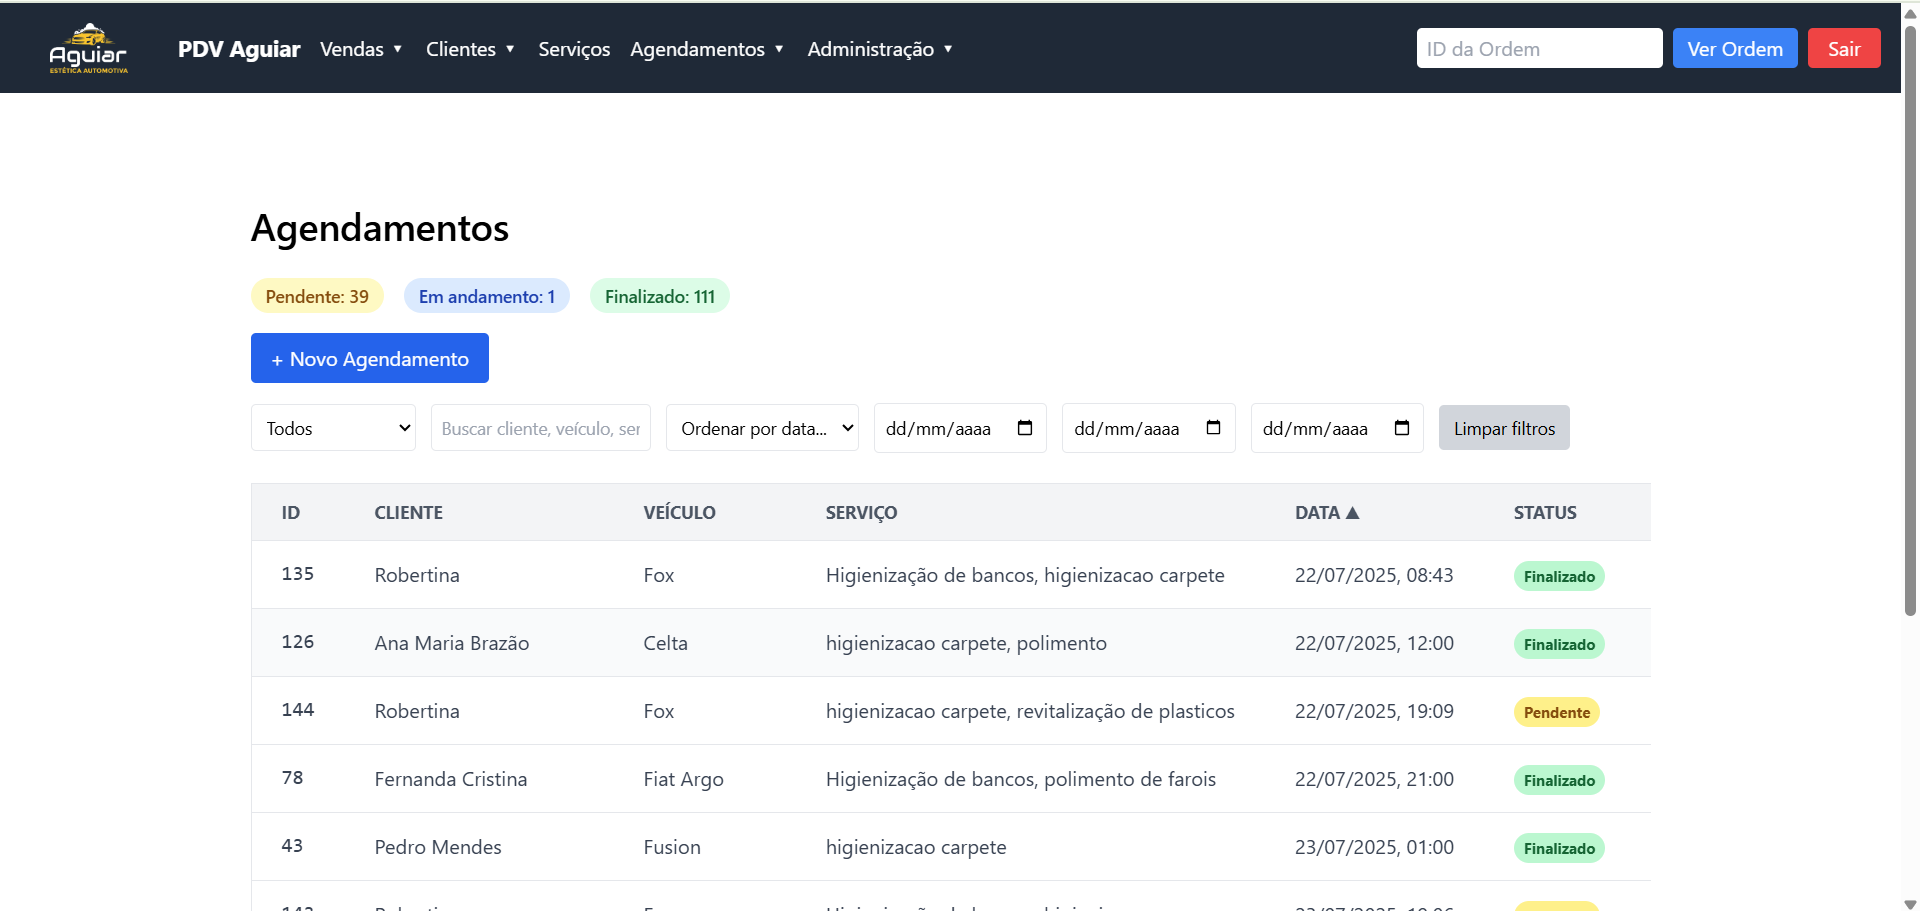 Aguiar
ESTÉTICA AUTOMOTIVA
PDV Aguiar Vendas ▼ Clientes ▼ Serviços Agendamentos ▼ Administração ▼ ID da Ordem Ver Ordem Sair
Agendamentos
Pendente: 39 Em andamento: 1 Finalizado: 111
+ Novo Agendamento
Todos Buscar cliente, veículo, ser Ordenar por data... dd/mm/aaaa dd/mm/aaaa dd/mm/aaaa Limpar filtros
ID CLIENTE VEÍCULO SERVIÇO DATA ▲ STATUS
135 Robertina Fox Higienização de bancos, higienizacao carpete 22/07/2025, 08:43 Finalizado
126 Ana Maria Brazão Celta higienizacao carpete, polimento 22/07/2025, 12:00 Finalizado
144 Robertina Fox higienizacao carpete, revitalização de plasticos 22/07/2025, 19:09 Pendente
78 Fernanda Cristina Fiat Argo Higienização de bancos, polimento de farois 22/07/2025, 21:00 Finalizado
43 Pedro Mendes Fusion higienizacao carpete 23/07/2025, 01:00 Finalizado